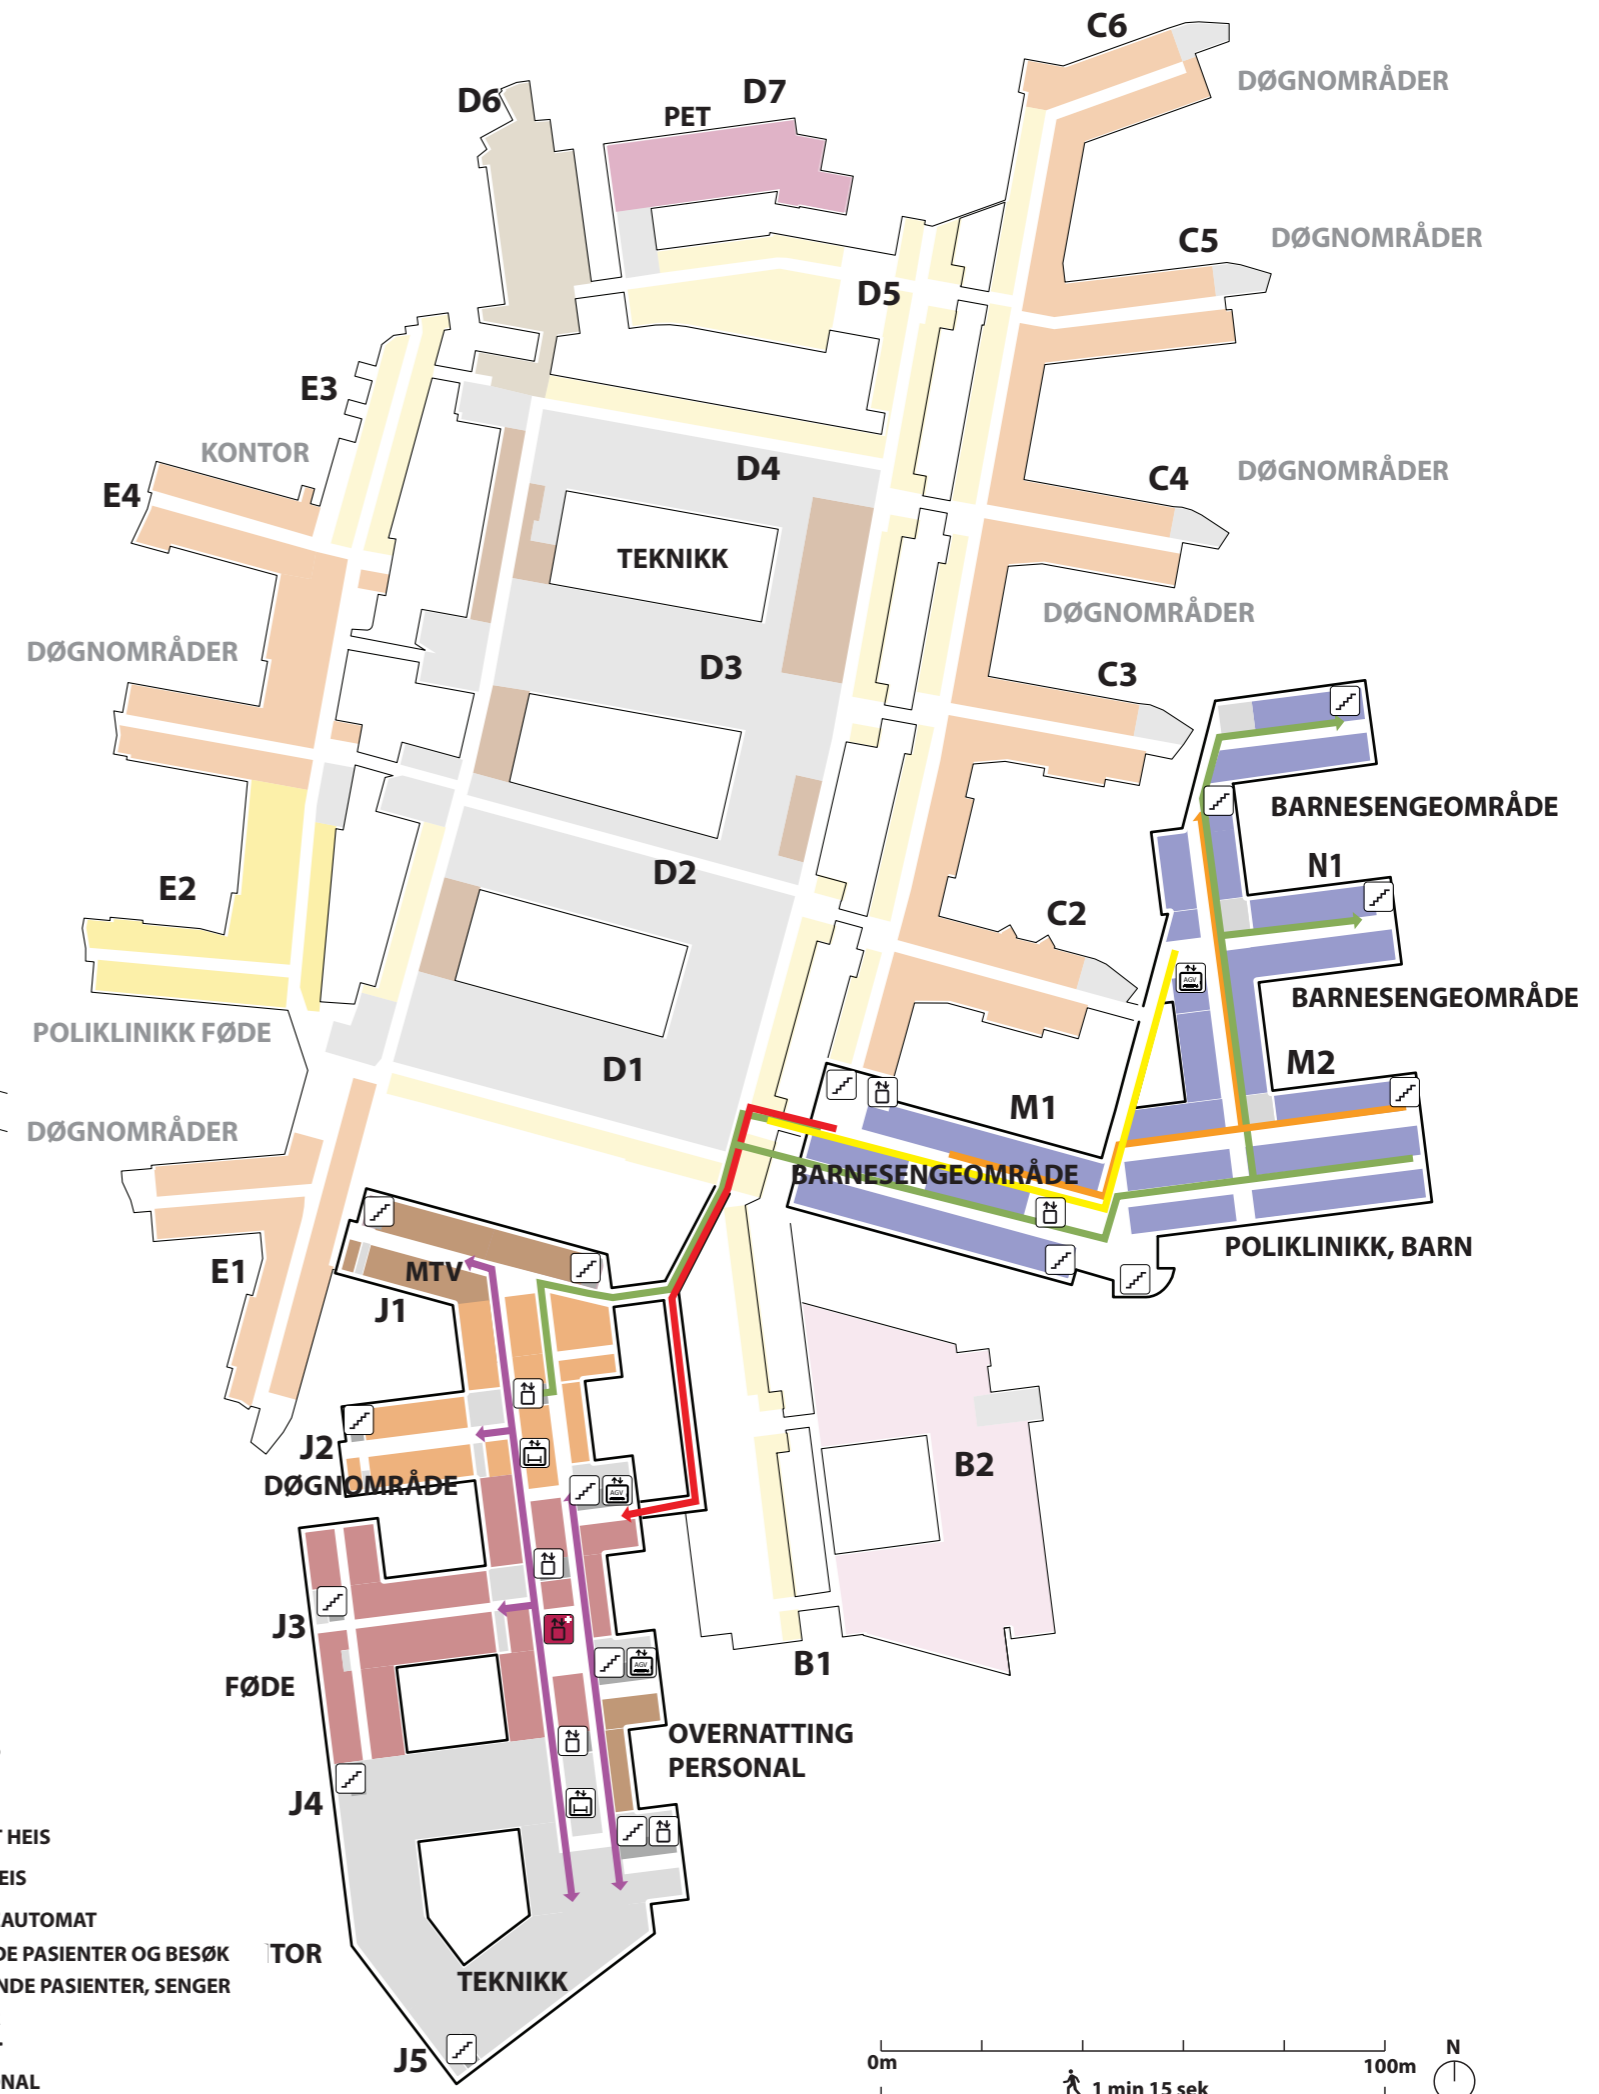 C6
DØGNOMRÅDER
D7
D6
PET
C5
DØGNOMRÅDER
D5
E3
KONTOR
D4
C4
DØGNOMRÅDER
E4
TEKNIKK
DØGNOMRÅDER
DØGNOMRÅDER
D3
C3
BARNESENGEOMRÅDE
N1
D2
E2
C2
BARNESENGEOMRÅDE
AGV
POLIKLINIKK FØDE
D1
M2
M1
DØGNOMRÅDER
BARNESENGEOMRÅDE
POLIKLINIKK, BARN
E1
MTV
J1
J2
DØGNOMRÅDE
B2
AGV
J3
FØDE
AGV
B1
OVERNATTING
PERSONAL
J4
HEIS
EIS
AUTOMAT
DE PASIENTER OG BESØK
TOR
NDE PASIENTER, SENGER
TEKNIKK
J5
NAL
0m
100m
N
1 min 15 sek